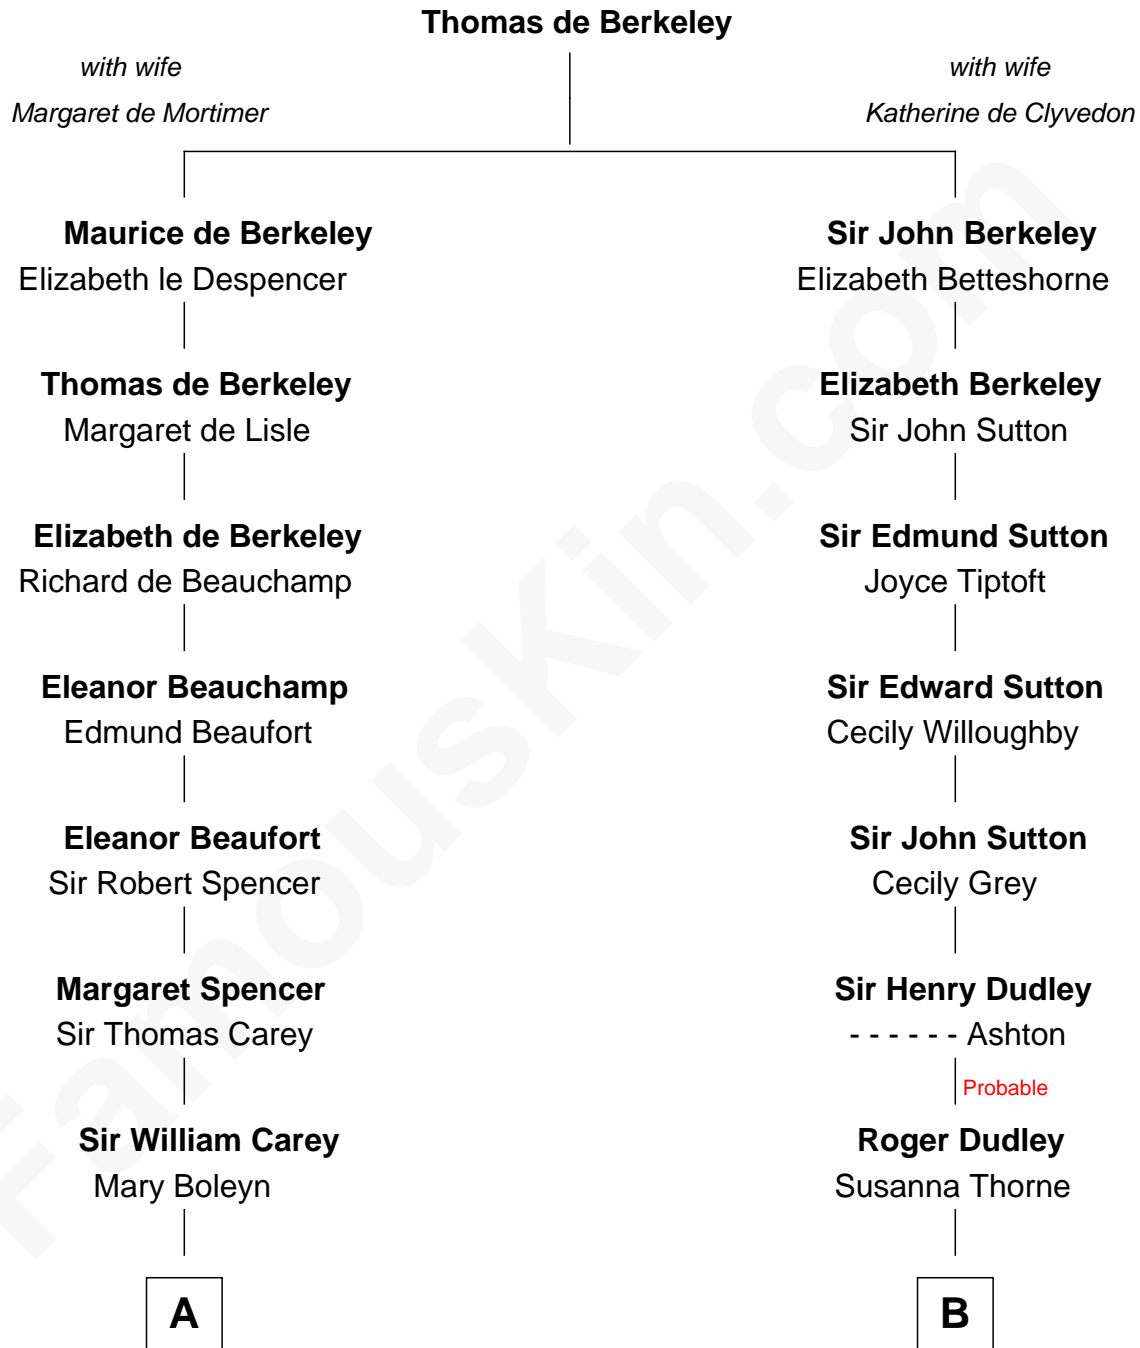 Thomas de Berkeley
with wife
Margaret de Mortimer
with wife
Katherine de Clyvedon
Maurice de Berkeley
Elizabeth le Despencer
Sir John Berkeley
Elizabeth Betteshorne
Thomas de Berkeley
Margaret de Lisle
Elizabeth Berkeley
Sir John Sutton
Elizabeth de Berkeley
Richard de Beauchamp
Sir Edmund Sutton
Joyce Tiptoft
Eleanor Beauchamp
Edmund Beaufort
Sir Edward Sutton
Cecily Willoughby
Eleanor Beaufort
Sir Robert Spencer
Sir John Sutton
Cecily Grey
Margaret Spencer
Sir Thomas Carey
Sir Henry Dudley
- - - - - - Ashton
Probable
Sir William Carey
Mary Boleyn
Roger Dudley
Susanna Thorne
A
B
FamousKin.com